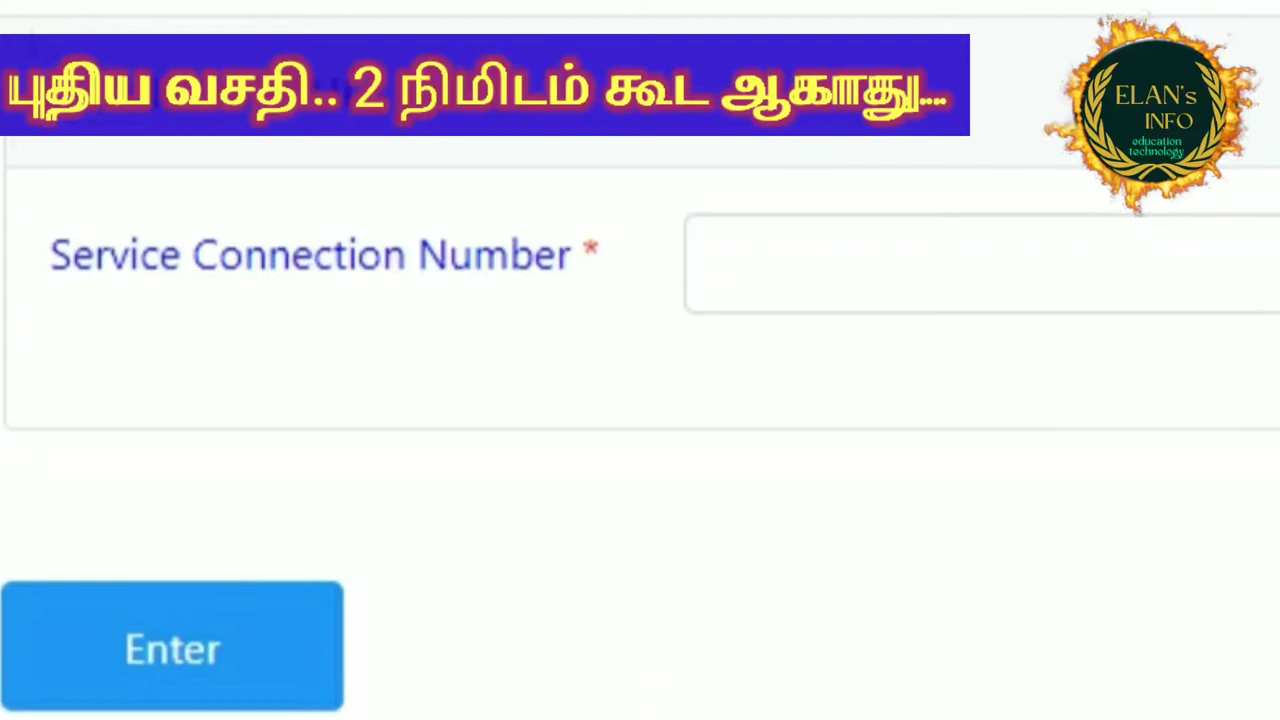 புதிய வசதி.. 2 நிமிடம் கூட ஆகாது...
ELAN's
INFO
education
technology
Service Connection Number *
Enter